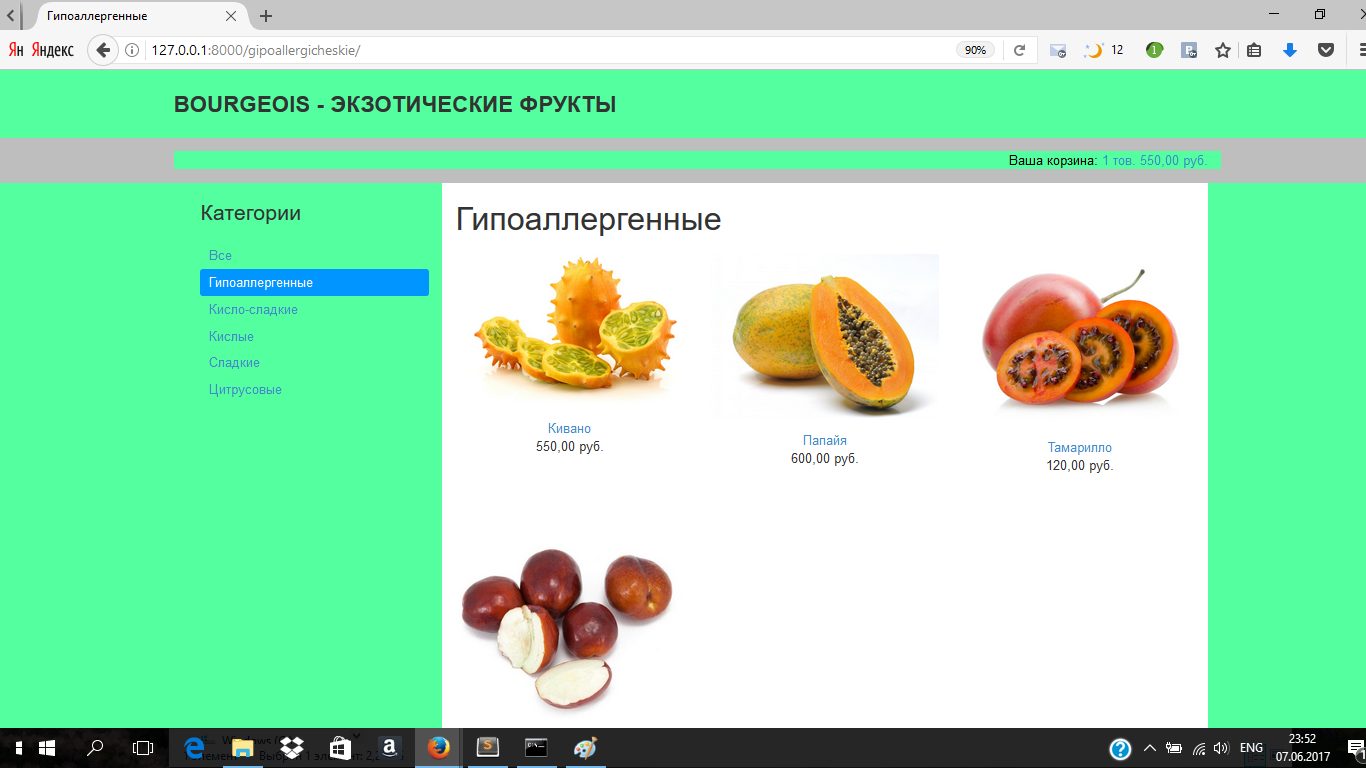 Гипоаллергенные
Ян Яндекс
127.0.0.1:8000/gipoallergicheskie/
90%
12
1
BOURGEOIS - ЭКЗОТИЧЕСКИЕ ФРУКТЫ
Ваша корзина: 1 тов. 550,00 руб.
Категории
Все
Гипоаллергенные
Кисло-сладкие
Кислые
Сладкие
Цитрусовые
Гипоаллергенные
Кивано
550,00 руб.
Папайя
600,00 руб.
Тамарилло
120,00 руб.
ENG
23:52
07.06.2017